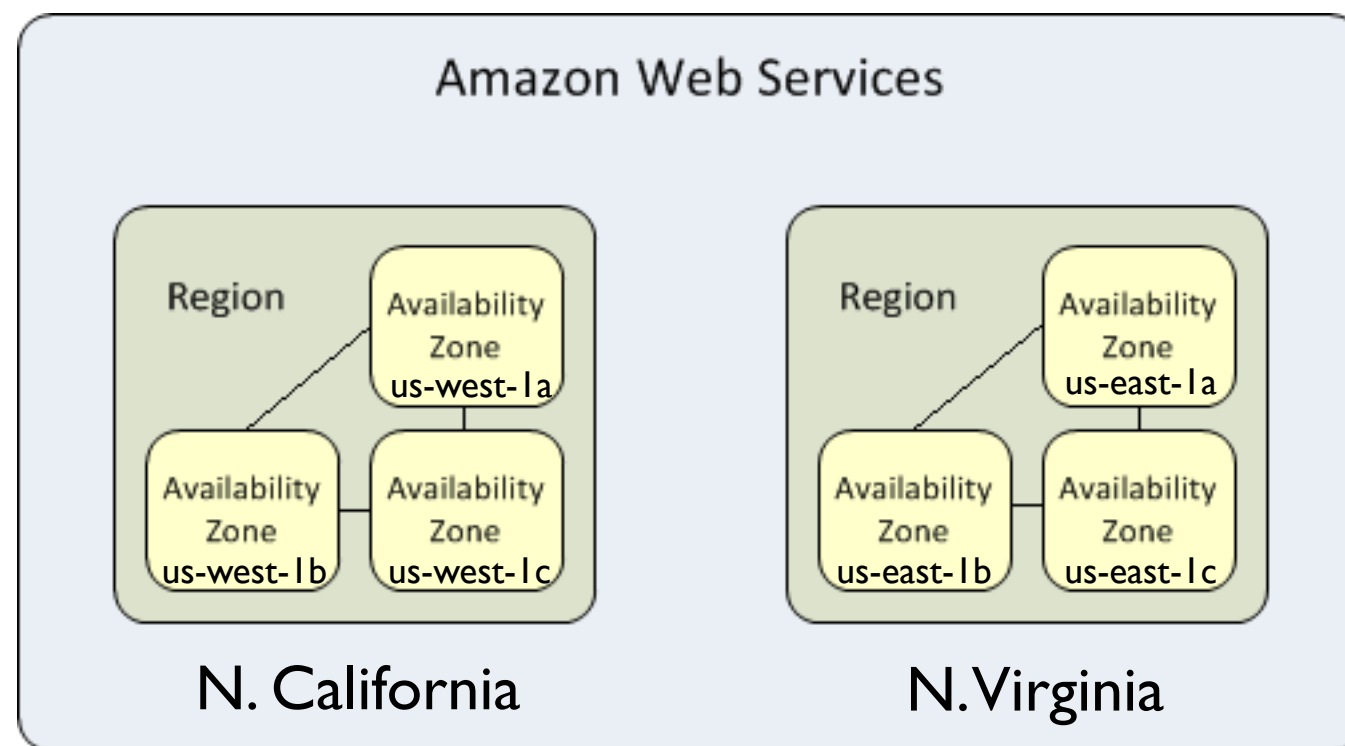 Amazon Web Services
Region
Availability
Zone
us-west-1a
Availability
Zone
us-west-1b
Availability
Zone
us-west-1c
N. California
Region
Availability
Zone
us-east-1a
Availability
Zone
us-east-1b
Availability
Zone
us-east-1c
N. Virginia